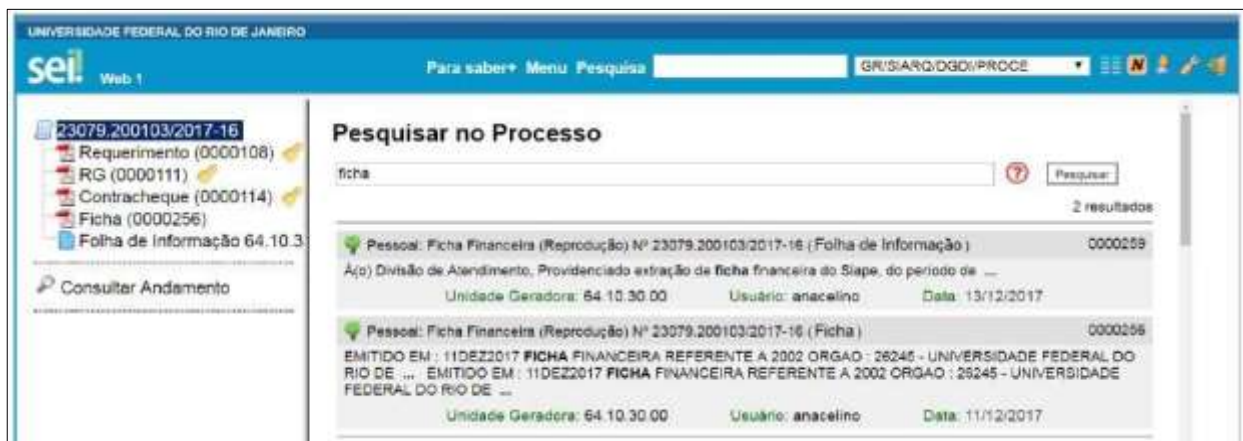 UNIVERSIDADE FEDERAL DO RIO DE JANEIRO
sei! Web 1 Para saber+ Menu Pesquisa GR/SIARQ/DGDI/PROCE
23079.200103/2017-16
Requerimento (0000108)
RG (0000111)
Contracheque (0000114)
Ficha (0000256)
Folha de Informação 64.10.3
Consultar Andamento
Pesquisar no Processo
ficha Pesquisar
2 resultados
Pessoal: Ficha Financeira (Reprodução) Nº 23079.200103/2017-16 (Folha de Informação) 0000259
À(o) Divisão de Atendimento, Providenciado extração de ficha financeira do Siape, do período de ...
Unidade Geradora: 64.10.30.00 Usuário: anacelino Data: 13/12/2017
Pessoal: Ficha Financeira (Reprodução) Nº 23079.200103/2017-16 (Ficha) 0000256
EMITIDO EM : 11DEZ2017 FICHA FINANCEIRA REFERENTE A 2002 ORGAO : 26245 - UNIVERSIDADE FEDERAL DO
RIO DE ... EMITIDO EM : 11DEZ2017 FICHA FINANCEIRA REFERENTE A 2002 ORGAO : 26245 - UNIVERSIDADE
FEDERAL DO RIO DE ...
Unidade Geradora: 64.10.30.00 Usuário: anacelino Data: 11/12/2017